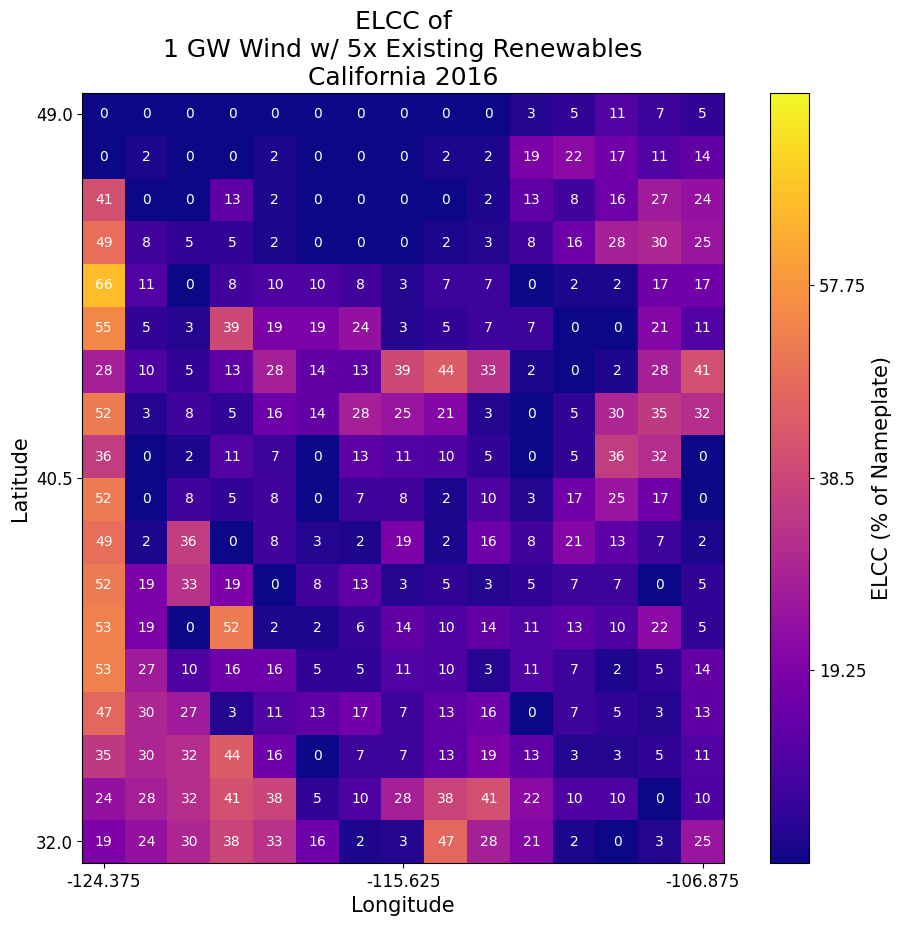 ELCC of
1 GW Wind w/ 5x Existing Renewables
California 2016
49.0
0 0 0 0 0 0 0 0 0 0 3 5 11 7 5
0 2 0 0 2 0 0 0 2 2 19 22 17 11 14
41 0 0 13 2 0 0 0 0 2 13 8 16 27 24
49 8 5 5 2 0 0 0 2 3 8 16 28 30 25
66 11 0 8 10 10 8 3 7 7 0 2 2 17 17
57.75
55 5 3 39 19 19 24 3 5 7 7 0 0 21 11
28 10 5 13 28 14 13 39 44 33 2 0 2 28 41
52 3 8 5 16 14 28 25 21 3 0 5 30 35 32
36 0 2 11 7 0 13 11 10 5 0 5 36 32 0
40.5
38.5
52 0 8 5 8 0 7 8 2 10 3 17 25 17 0
49 2 36 0 8 3 2 19 2 16 8 21 13 7 2
52 19 33 19 0 8 13 3 5 3 5 7 7 0 5
53 19 0 52 2 2 6 14 10 14 11 13 10 22 5
53 27 10 16 16 5 5 11 10 3 11 7 2 5 14
19.25
47 30 27 3 11 13 17 7 13 16 0 7 5 3 13
35 30 32 44 16 0 7 7 13 19 13 3 3 5 11
24 28 32 41 38 5 10 28 38 41 22 10 10 0 10
32.0
19 24 30 38 33 16 2 3 47 28 21 2 0 3 25
-124.375 -115.625 -106.875
Longitude
Latitude
ELCC (% of Nameplate)